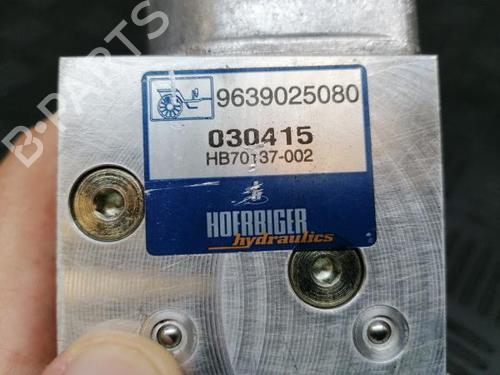 B-PARTS
9639025080
030415
HB70137-002
HOERBIGER
hydraulics